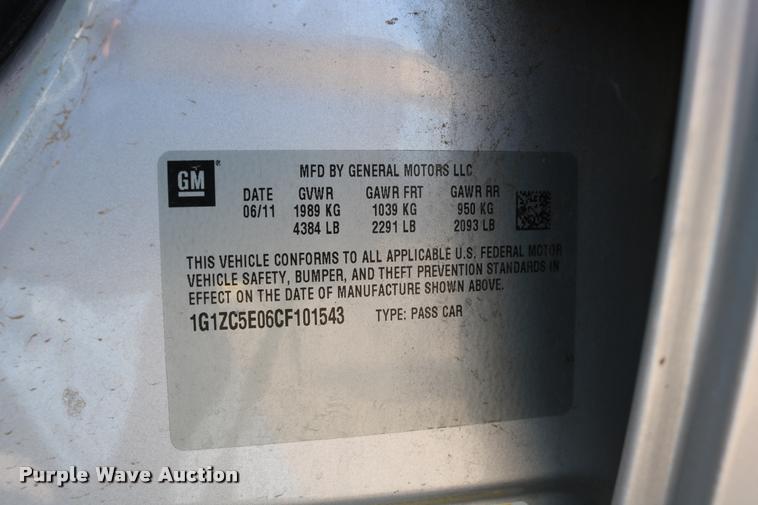 GM
MFD BY GENERAL MOTORS LLC
DATE GVWR GAWR FRT GAWR RR
06/11 1989 KG 1039 KG 950 KG
4384 LB 2291 LB 2093 LB
THIS VEHICLE CONFORMS TO ALL APPLICABLE U.S. FEDERAL MOTOR
VEHICLE SAFETY, BUMPER, AND THEFT PREVENTION STANDARDS IN
EFFECT ON THE DATE OF MANUFACTURE SHOWN ABOVE.
1G1ZC5E06CF101543 TYPE: PASS CAR
Purple Wave Auction